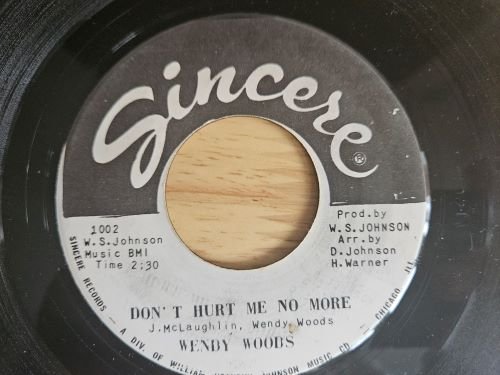 Sincere®
1002
W.S.Johnson
Music BMI
Time 2:30
Prod.by
W.S.JOHNSON
Arr.by
D.Johnson
H.Warner
DON'T HURT ME NO MORE
J.McLaughlin, Wendy Woods
WENDY WOODS
SINCERE RECORDS — A DIV. OF WILLIAM JOHNSON MUSIC CO — CHICAGO, ILL